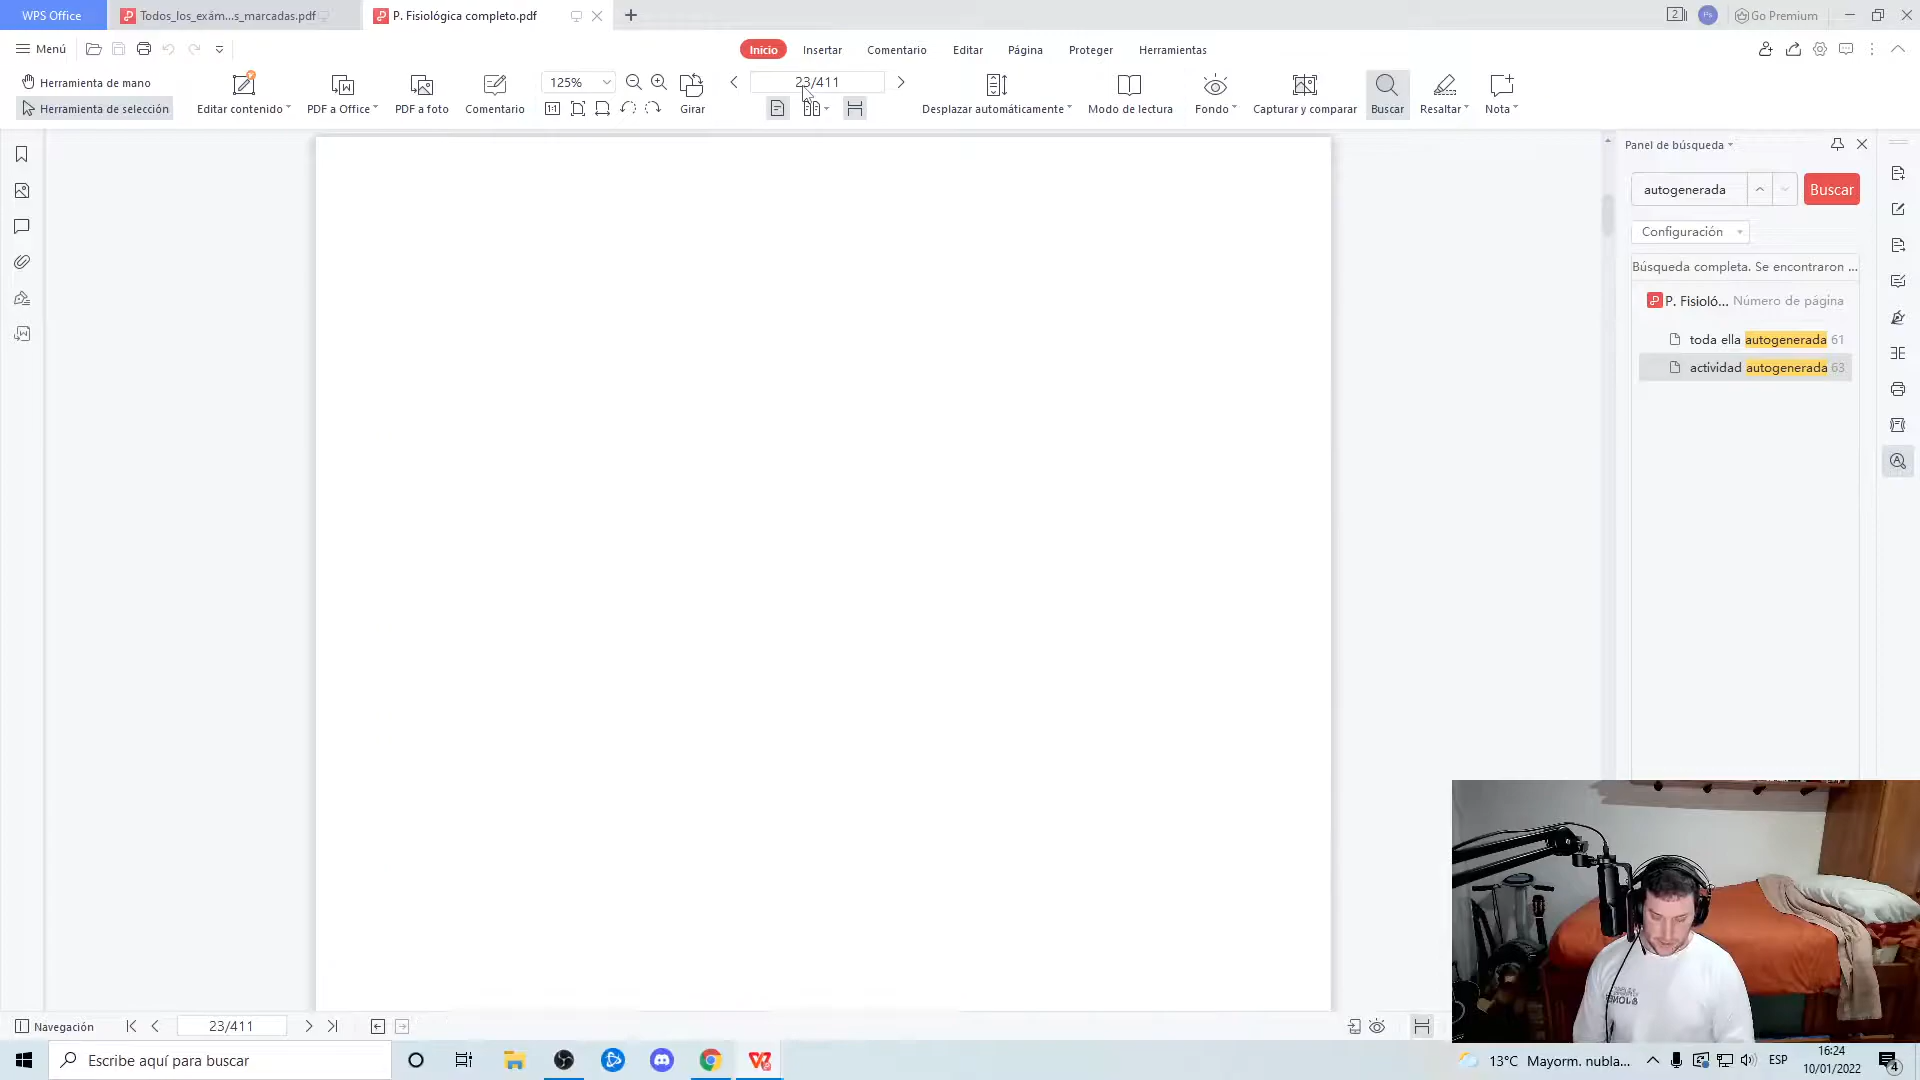 WPS Office
Todos_los_exám...s_marcadas.pdf
P. Fisiológica completo.pdf
2
Go Premium
Menú
Inicio
Insertar
Comentario
Editar
Página
Proteger
Herramientas
Herramienta de mano
Herramienta de selección
Editar contenido
PDF a Office
PDF a foto
Comentario
125%
Girar
23/411
Desplazar automáticamente
Modo de lectura
Fondo
Capturar y comparar
Buscar
Resaltar
Nota
Panel de búsqueda
autogenerada
Buscar
Configuración
Búsqueda completa. Se encontraron ...
P. Fisioló... Número de página
toda ella autogenerada 61
actividad autogenerada 63
Navegación
23/411
Escribe aquí para buscar
13°C Mayorm. nubla...
ESP
16:24
10/01/2022
4